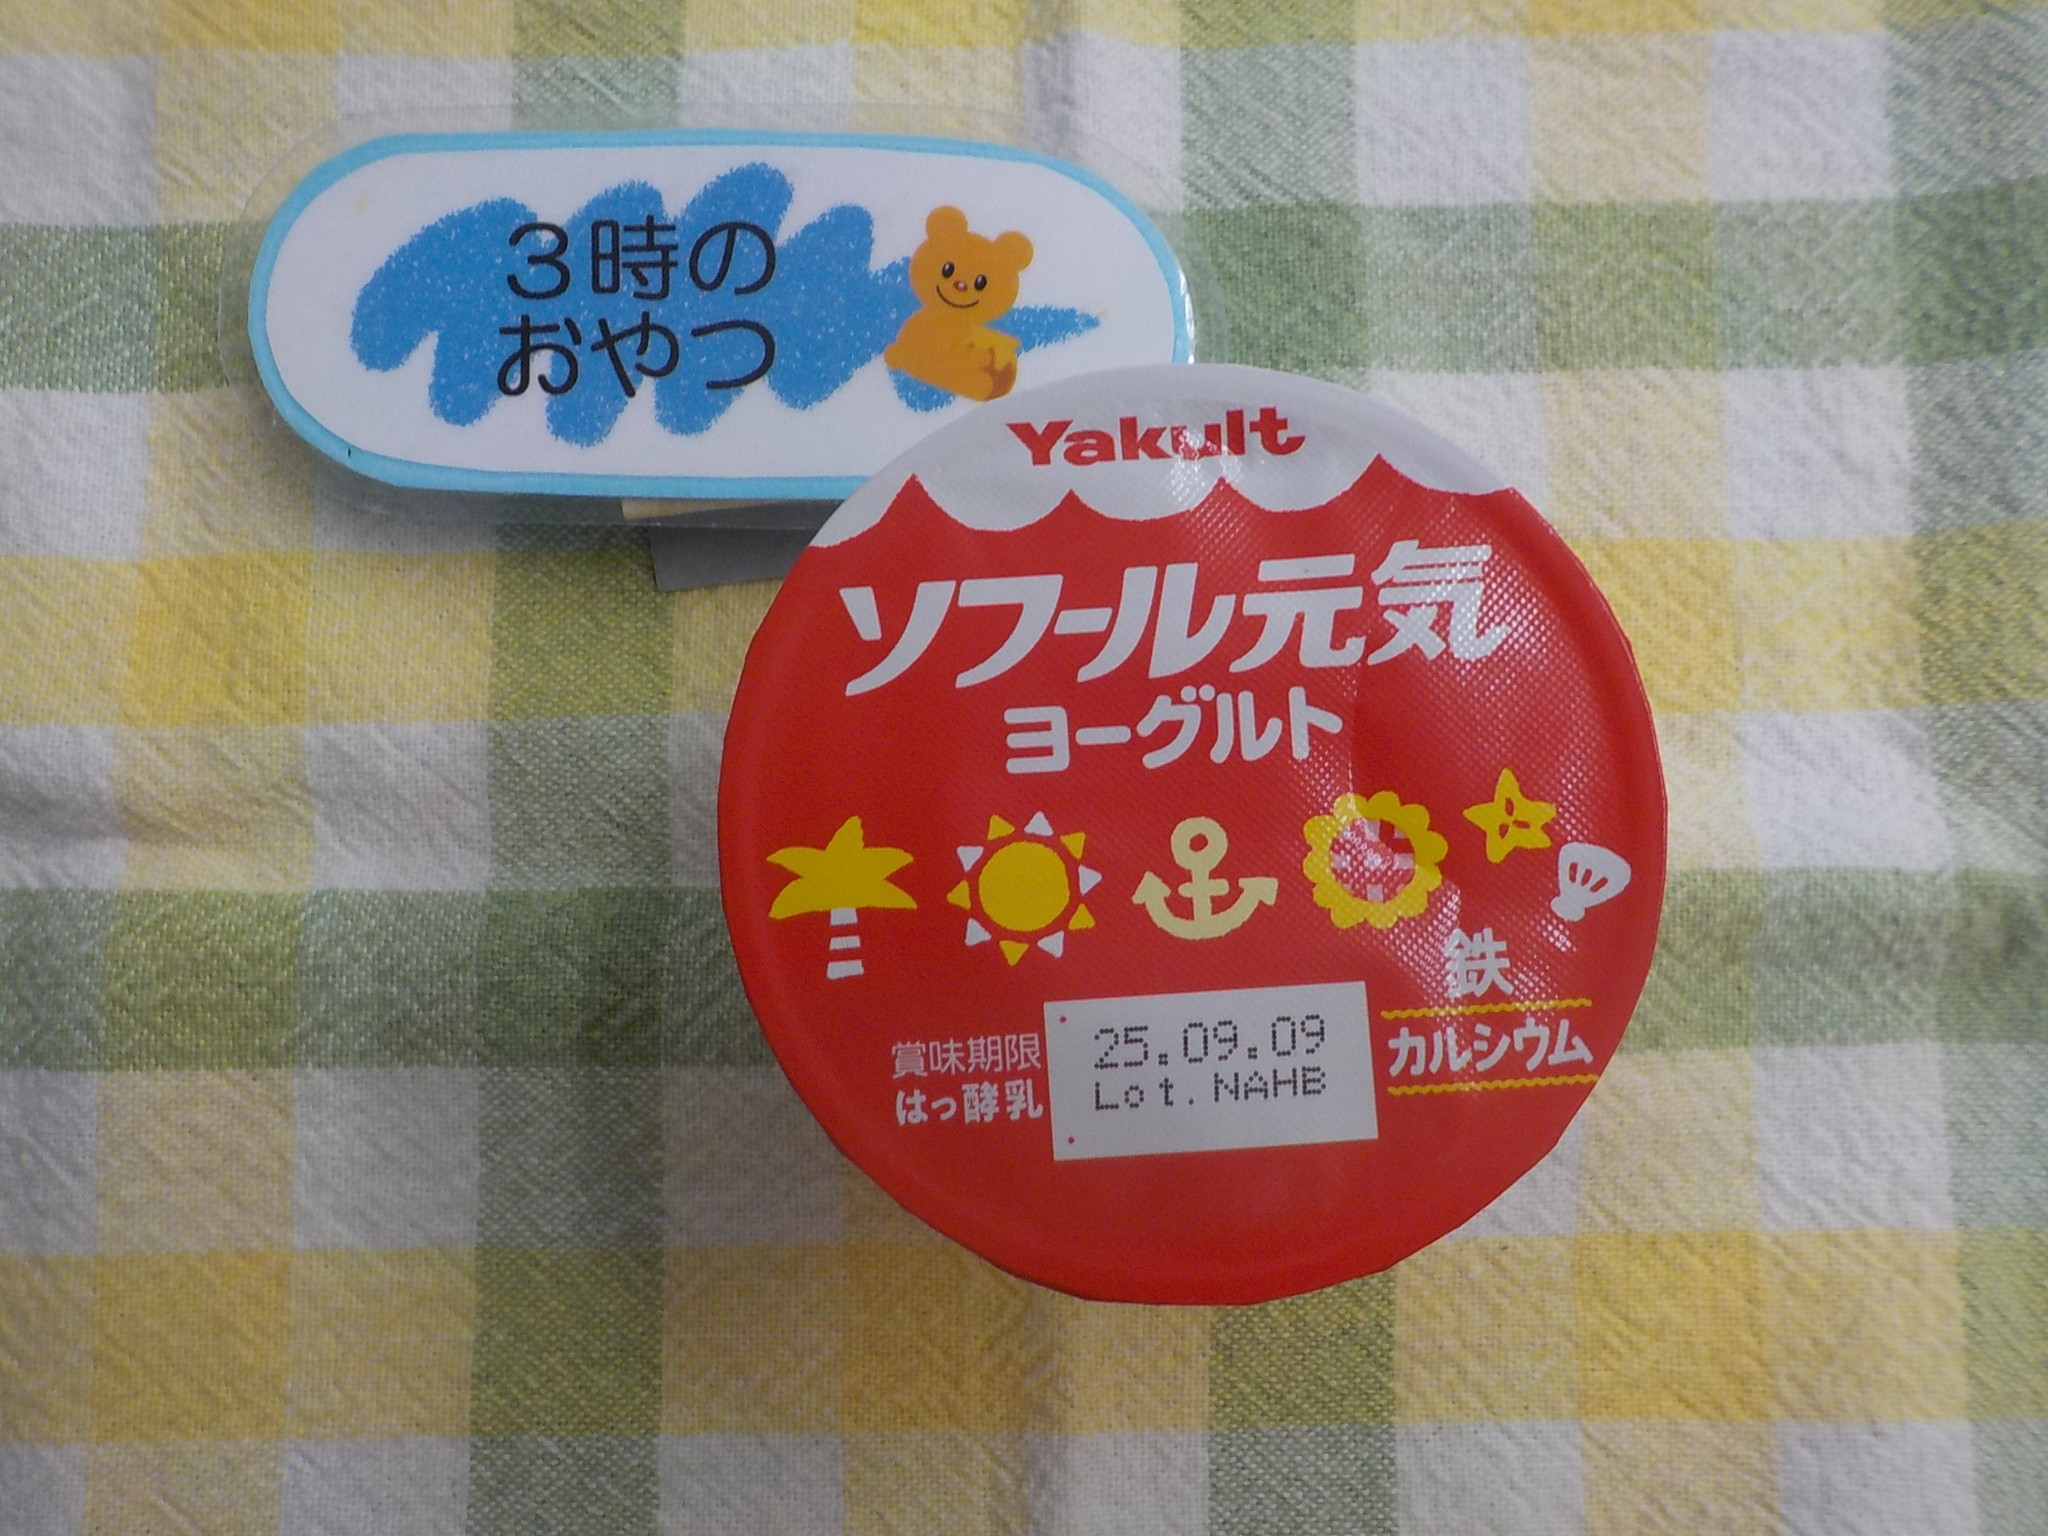 3時の
おやつ
Yakult
ソフール元気
ヨーグルト
鉄
カルシウム
賞味期限
はっ酵乳
25.09.09
Lot.NAHB